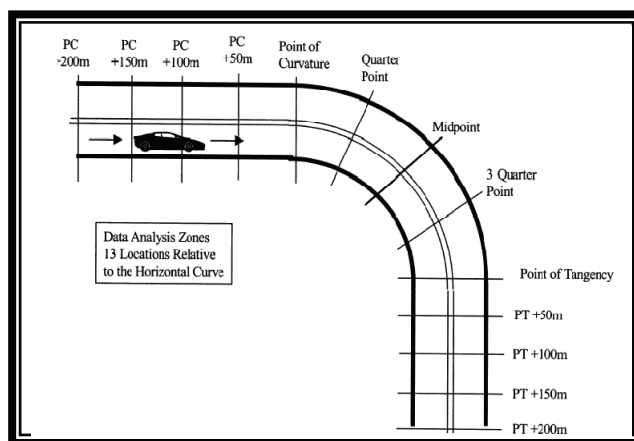 PC
-200m
PC
+150m
PC
+100m
PC
+50m
Point of
Curvature
Quarter
Point
Midpoint
3 Quarter
Point
Data Analysis Zones
13 Locations Relative
to the Horizontal Curve
Point of Tangency
PT +50m
PT +100m
PT +150m
PT +200m